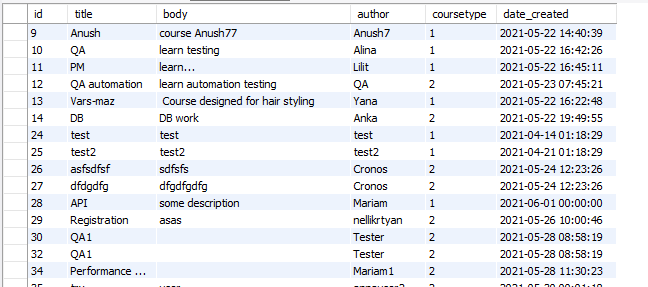 id title body author coursetype date_created
9 Anush course Anush77 Anush7 1 2021-05-22 14:40:39
10 QA learn testing Alina 1 2021-05-22 16:42:26
11 PM learn... Lilit 1 2021-05-22 16:45:11
12 QA automation learn automation testing QA 2 2021-05-23 07:45:21
13 Vars-maz Course designed for hair styling Yana 1 2021-05-22 16:22:48
14 DB DB work Anka 2 2021-05-22 19:49:55
24 test test test 1 2021-04-14 01:18:29
25 test2 test2 test2 1 2021-04-21 01:18:29
26 asfsdfsf sdfsfs Cronos 2 2021-05-24 12:23:26
27 dfdgdfg dfgdfgdfg Cronos 2 2021-05-24 12:23:26
28 API some description Mariam 1 2021-06-01 00:00:00
29 Registration asas nellikrtyan 2 2021-05-26 10:00:46
30 QA1 Tester 2 2021-05-28 08:58:19
32 QA1 Tester 2 2021-05-28 08:58:19
34 Performance ... Mariam1 2 2021-05-28 11:30:23